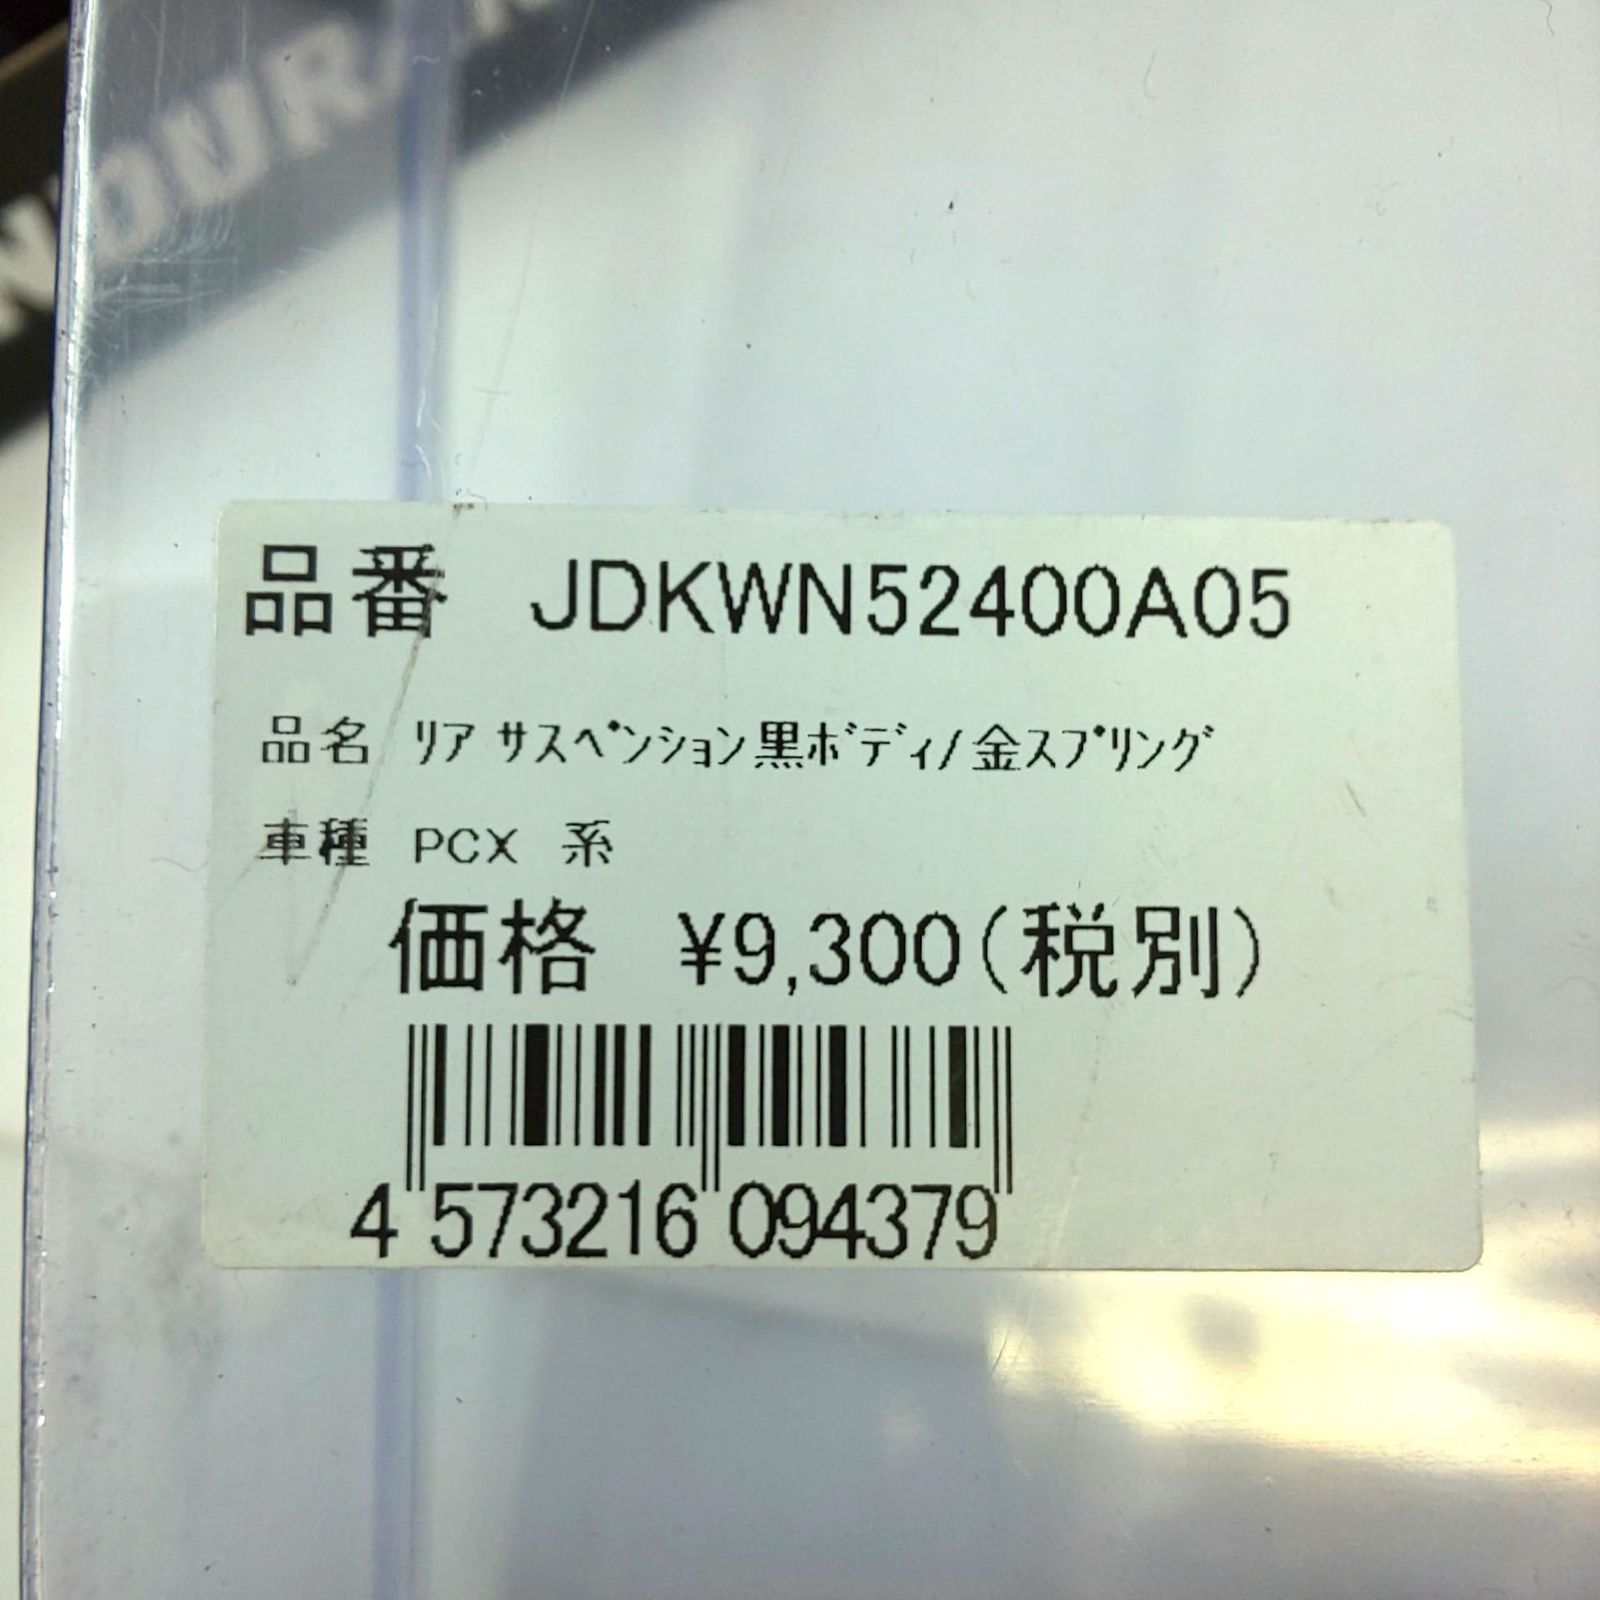 NDURA
品番 JDKWN52400A05
品名 ﾘｱ ｻｽﾍﾟﾝｼｮﾝ黒ﾎﾞﾃﾞｨ/金ｽﾌﾟﾘﾝｸﾞ
車種 PCX 系
価格 ¥9,300(税別)
4 573216 094379